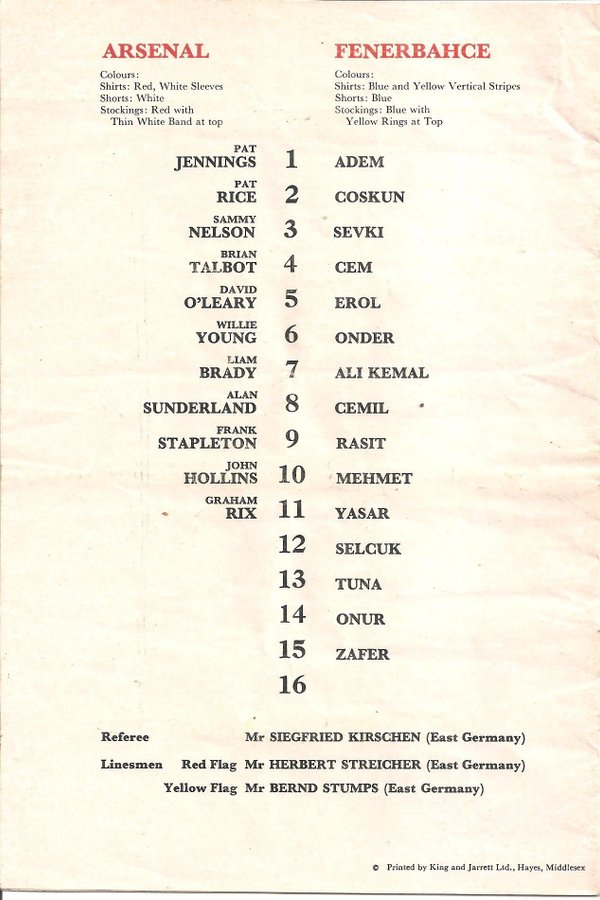 ARSENAL
Colours:
Shirts: Red, White Sleeves
Shorts: White
Stockings: Red with
Thin White Band at top
FENERBAHCE
Colours:
Shirts: Blue and Yellow Vertical Stripes
Shorts: Blue
Stockings: Blue with
Yellow Rings at Top
PAT
JENNINGS 1 ADEM
PAT
RICE 2 COSKUN
SAMMY
NELSON 3 SEVKI
BRIAN
TALBOT 4 CEM
DAVID
O'LEARY 5 EROL
WILLIE
YOUNG 6 ONDER
LIAM
BRADY 7 ALI KEMAL
ALAN
SUNDERLAND 8 CEMIL
FRANK
STAPLETON 9 RASIT
JOHN
HOLLINS 10 MEHMET
GRAHAM
RIX 11 YASAR
12 SELCUK
13 TUNA
14 ONUR
15 ZAFER
16
Referee Mr SIEGFRIED KIRSCHEN (East Germany)
Linesmen Red Flag Mr HERBERT STREICHER (East Germany)
Yellow Flag Mr BERND STUMPS (East Germany)
© Printed by King and Jarrett Ltd., Hayes, Middlesex